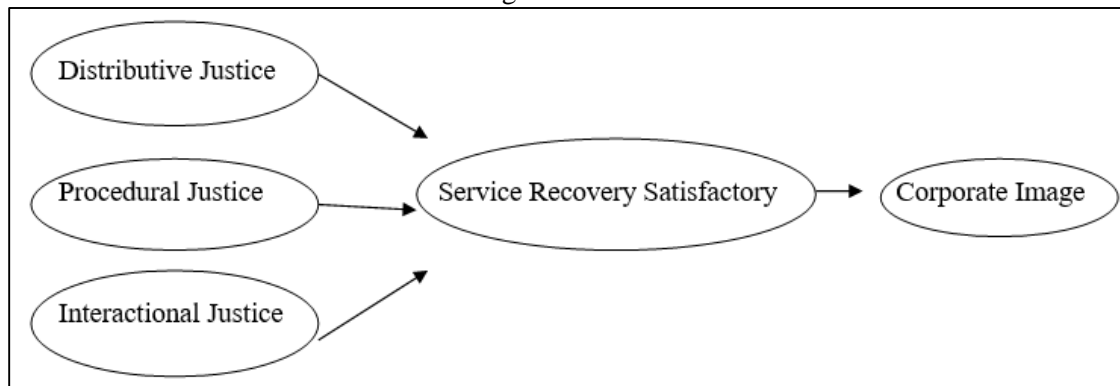 Distributive Justice
Procedural Justice
Service Recovery Satisfactory
Corporate Image
Interactional Justice